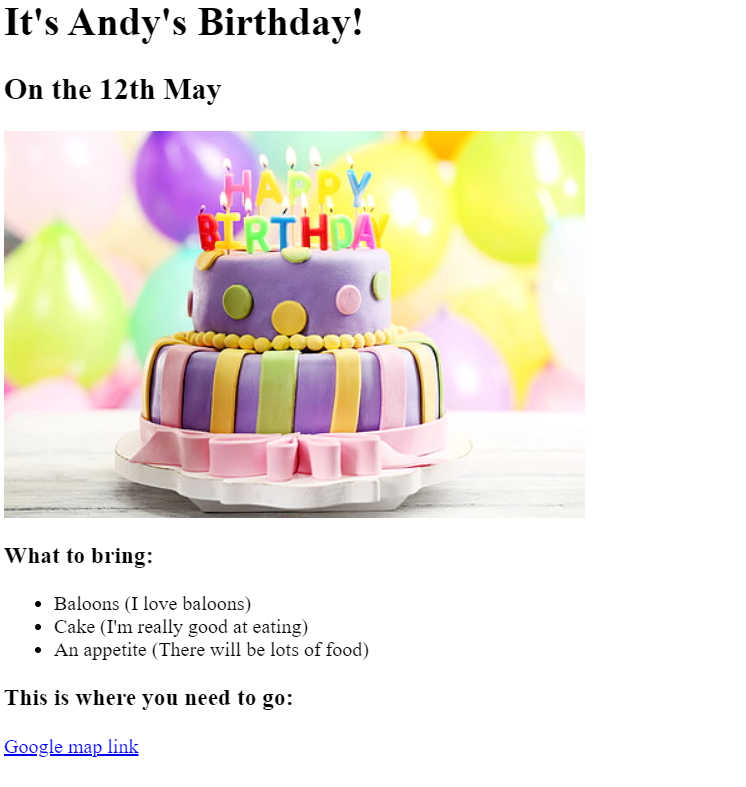 It's Andy's Birthday!
On the 12th May
HAPPY
BIRTHDAY
What to bring:
Baloons (I love baloons)
Cake (I'm really good at eating)
An appetite (There will be lots of food)
This is where you need to go:
Google map link